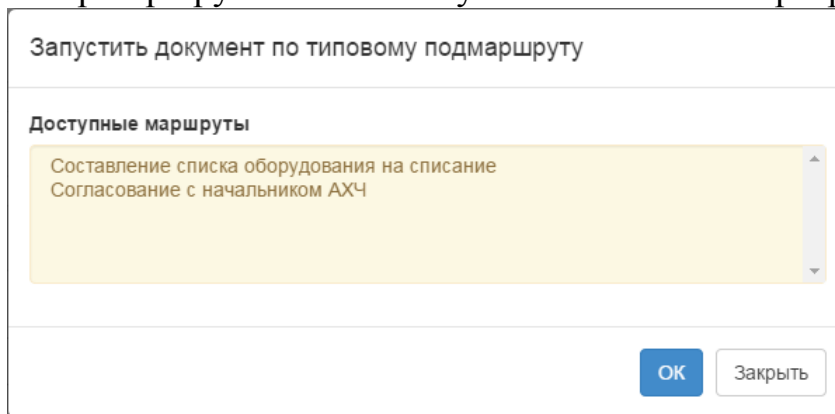 Запустить документ по типовому подмаршруту
Доступные маршруты
Составление списка оборудования на списание
Согласование с начальником АХЧ
ОК
Закрыть